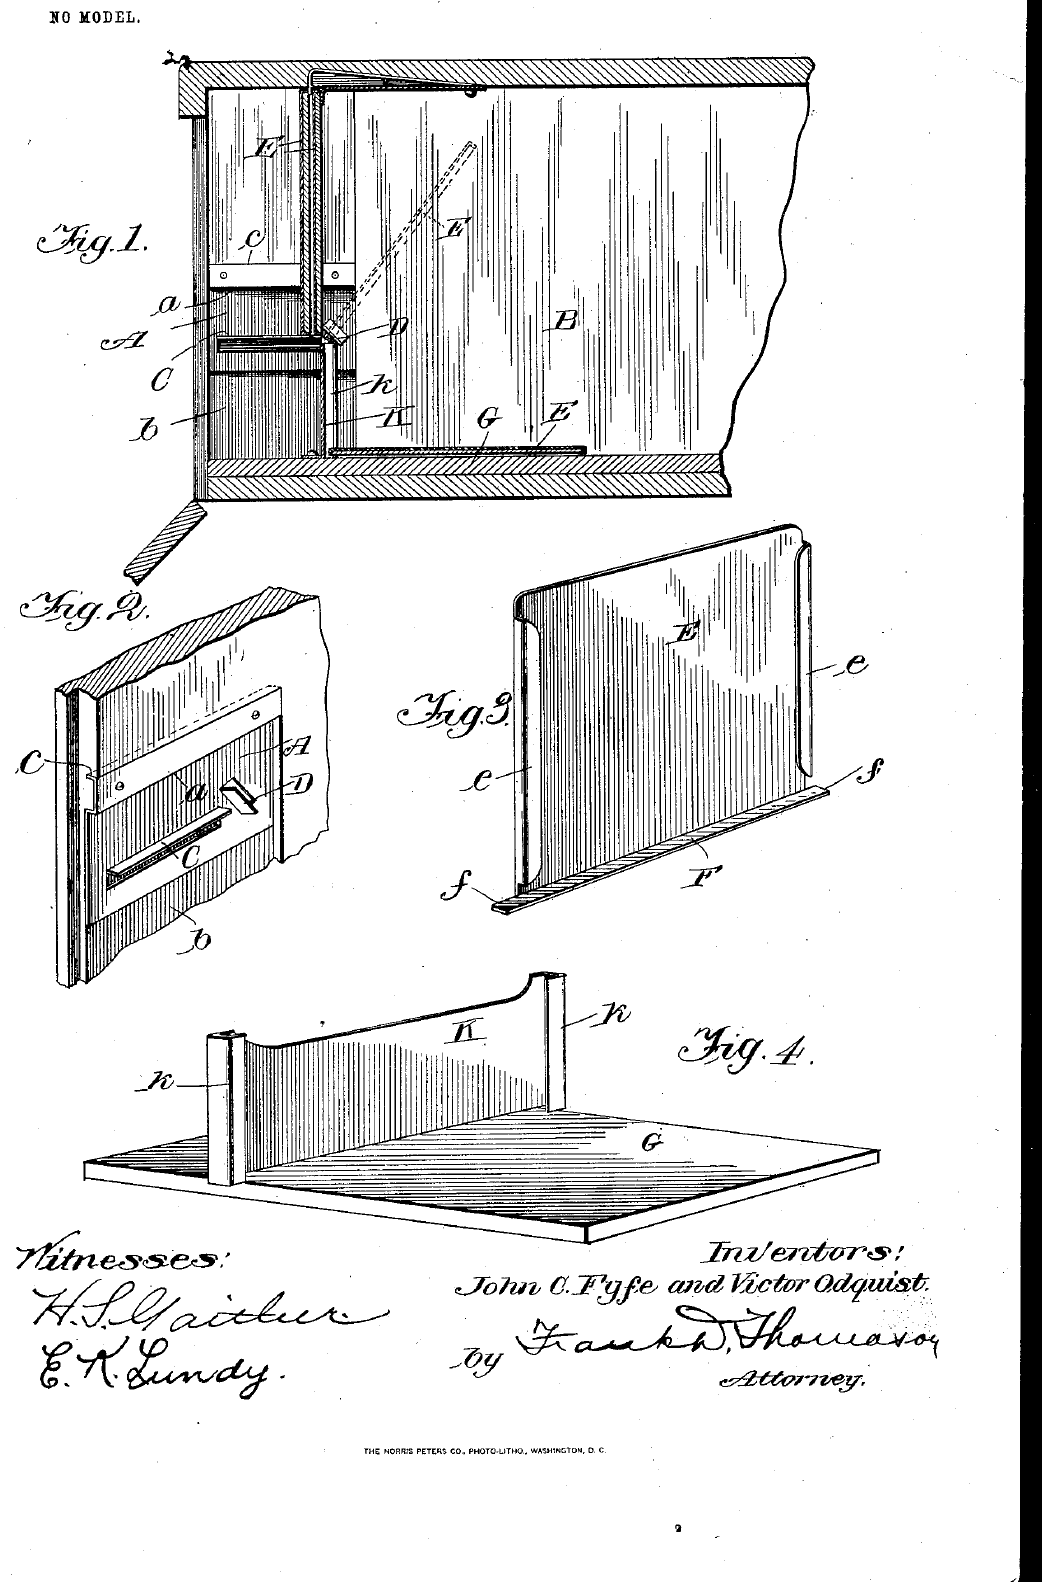 NO MODEL.
Fig. 1.
E
E
c
a
A
C
D
B
k
K
b
G
E
Fig. 2.
C
A
a
D
C
b
Fig. 3.
E
e
e
f
f
F
Fig. 4.
K
k
k
G
Witnesses:
H. S. Gaither
E. K. Lundy.
Inventors:
John C. Fyfe and Victor Odquist.
by Frank D. Thomason
Attorney.
THE NORRIS PETERS CO., PHOTO-LITHO., WASHINGTON, D. C.
2